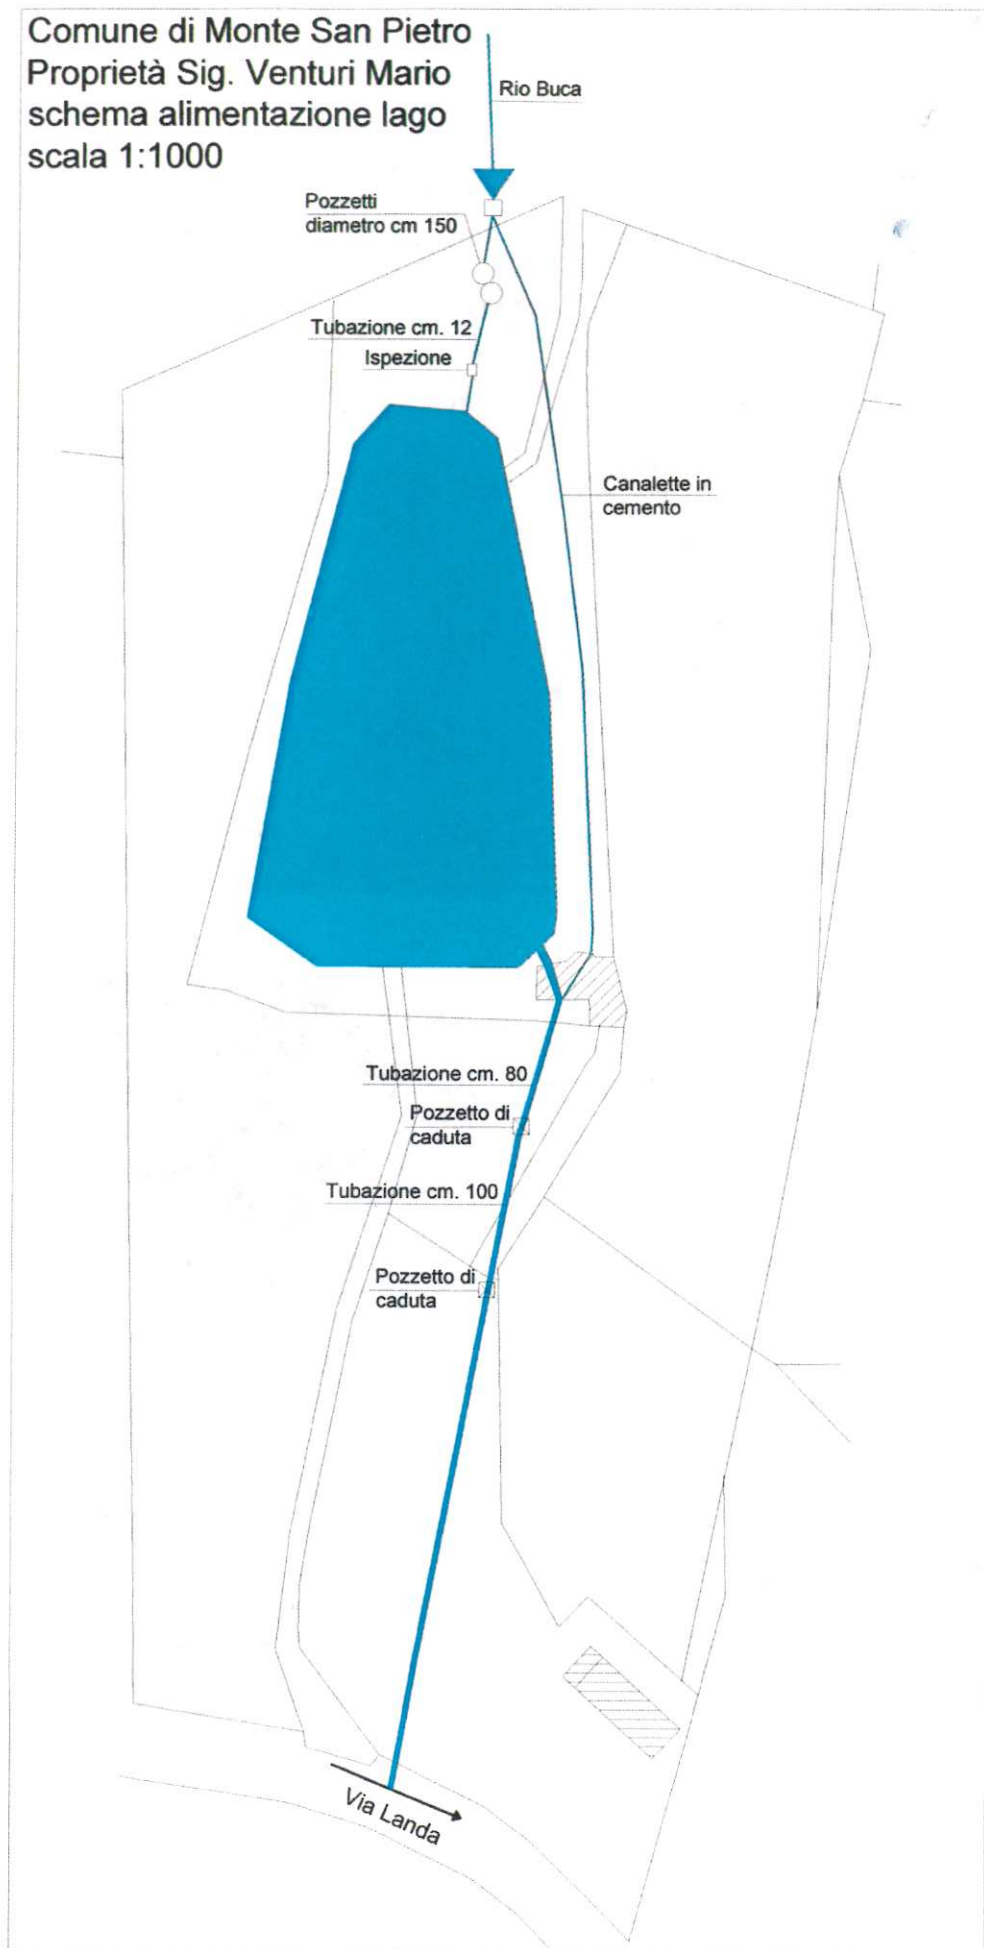 Comune di Monte San Pietro
Proprietà Sig. Venturi Mario
schema alimentazione lago
scala 1:1000
Rio Buca
Pozzetti
diametro cm 150
Tubazione cm. 12
Ispezione
Canalette in
cemento
Tubazione cm. 80
Pozzetto di
caduta
Tubazione cm. 100
Pozzetto di
caduta
Via Landa